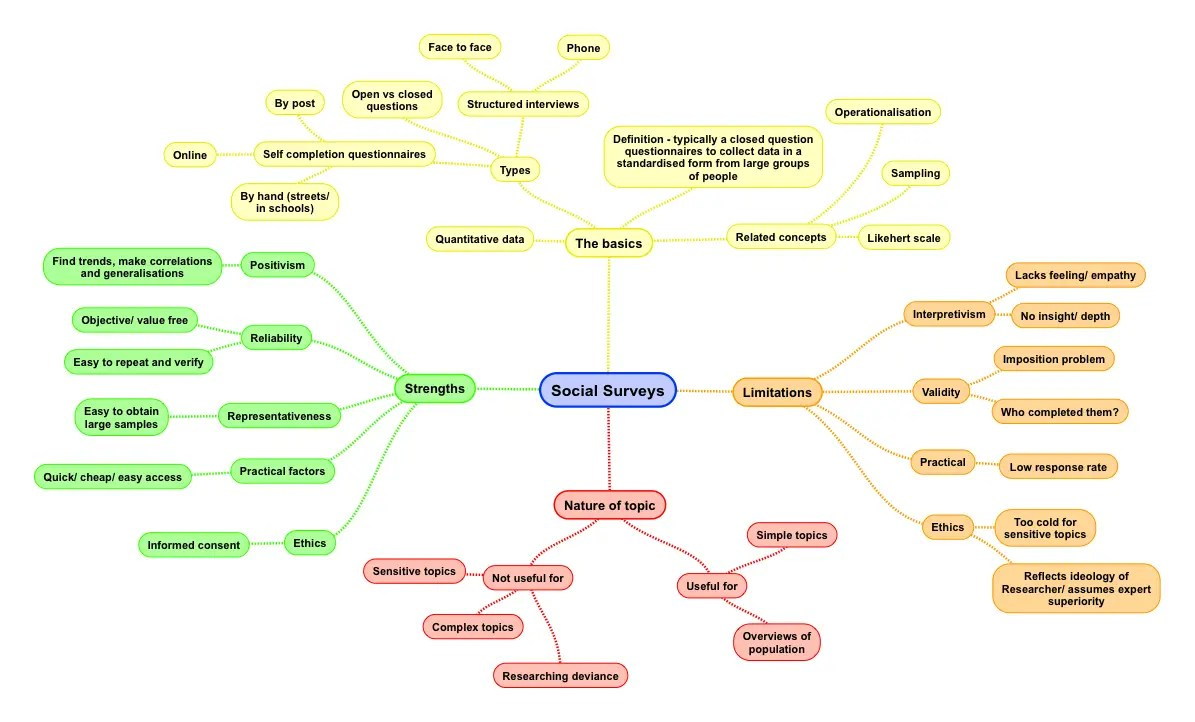 Face to face
Phone
Open vs closed
questions
Structured interviews
By post
Online
Self completion questionnaires
By hand (streets/
in schools)
Types
Definition - typically a closed question
questionnaires to collect data in a
standardised form from large groups
of people
Operationalisation
Sampling
Related concepts
Likehert scale
Quantitative data
The basics
Find trends, make correlations
and generalisations
Positivism
Objective/ value free
Reliability
Easy to repeat and verify
Easy to obtain
large samples
Representativeness
Strengths
Quick/ cheap/ easy access
Practical factors
Informed consent
Ethics
Social Surveys
Limitations
Interpretivism
Lacks feeling/ empathy
No insight/ depth
Validity
Imposition problem
Who completed them?
Practical
Low response rate
Ethics
Too cold for
sensitive topics
Reflects ideology of
Researcher/ assumes expert
superiority
Nature of topic
Not useful for
Sensitive topics
Complex topics
Researching deviance
Useful for
Simple topics
Overviews of
population